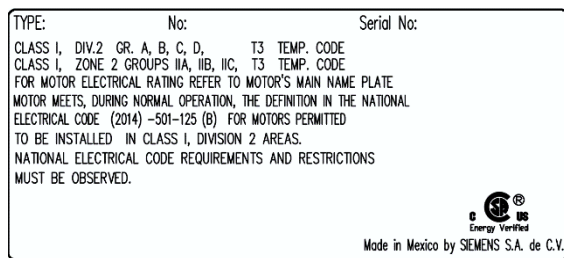 TYPE: No: Serial No:
CLASS I, DIV.2 GR. A, B, C, D, T3 TEMP. CODE
CLASS I, ZONE 2 GROUPS IIA, IIB, IIC, T3 TEMP. CODE
FOR MOTOR ELECTRICAL RATING REFER TO MOTOR'S MAIN NAME PLATE
MOTOR MEETS, DURING NORMAL OPERATION, THE DEFINITION IN THE NATIONAL
ELECTRICAL CODE (2014) -501-125 (B) FOR MOTORS PERMITTED
TO BE INSTALLED IN CLASS I, DIVISION 2 AREAS.
NATIONAL ELECTRICAL CODE REQUIREMENTS AND RESTRICTIONS
MUST BE OBSERVED.
C SA ® US
Energy Verified
Made in Mexico by SIEMENS S.A. de C.V.